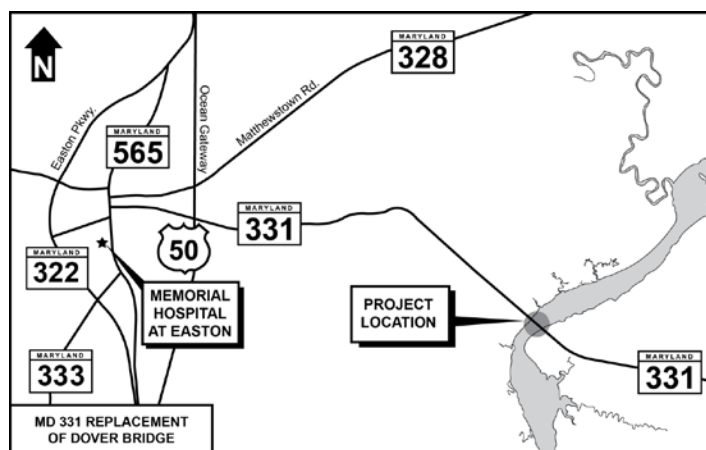 N
MARYLAND
328
Easton Pkwy.
Ocean Gateway
Matthewstown Rd.
MARYLAND
565
MARYLAND
331
50
MARYLAND
322
MEMORIAL
HOSPITAL
AT EASTON
PROJECT
LOCATION
MARYLAND
333
MARYLAND
331
MD 331 REPLACEMENT
OF DOVER BRIDGE